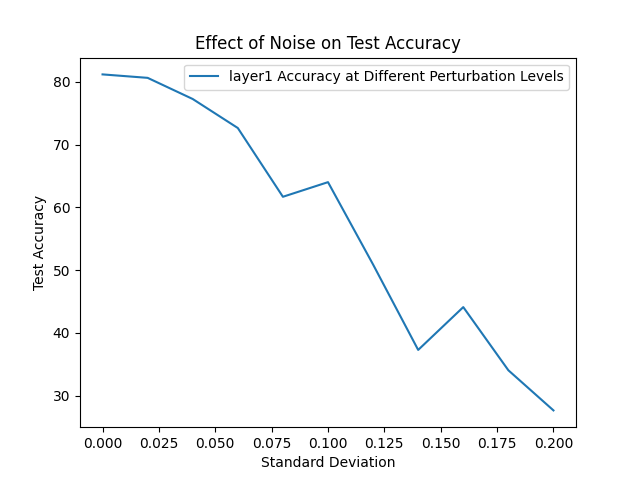 Effect of Noise on Test Accuracy
layer1 Accuracy at Different Perturbation Levels
Test Accuracy
80
70
60
50
40
30
0.000 0.025 0.050 0.075 0.100 0.125 0.150 0.175 0.200
Standard Deviation